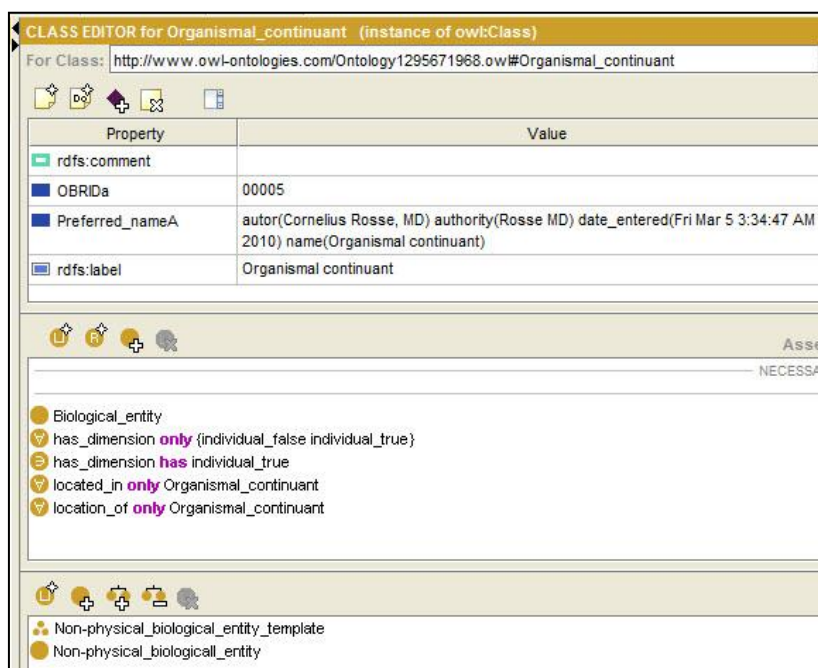 CLASS EDITOR for Organismal_continuant (instance of owl:Class)
For Class: http://www.owl-ontologies.com/Ontology1295671968.owl#Organismal_continuant
Property Value
rdfs:comment
OBRIDa 00005
Preferred_nameA autor(Cornelius Rosse, MD) authority(Rosse MD) date_entered(Fri Mar 5 3:34:47 AM
2010) name(Organismal continuant)
rdfs:label Organismal continuant
Asse
NECESSA
Biological_entity
has_dimension only {individual_false individual_true}
has_dimension has individual_true
located_in only Organismal_continuant
location_of only Organismal_continuant
Non-physical_biological_entity_template
Non-physical_biologicall_entity